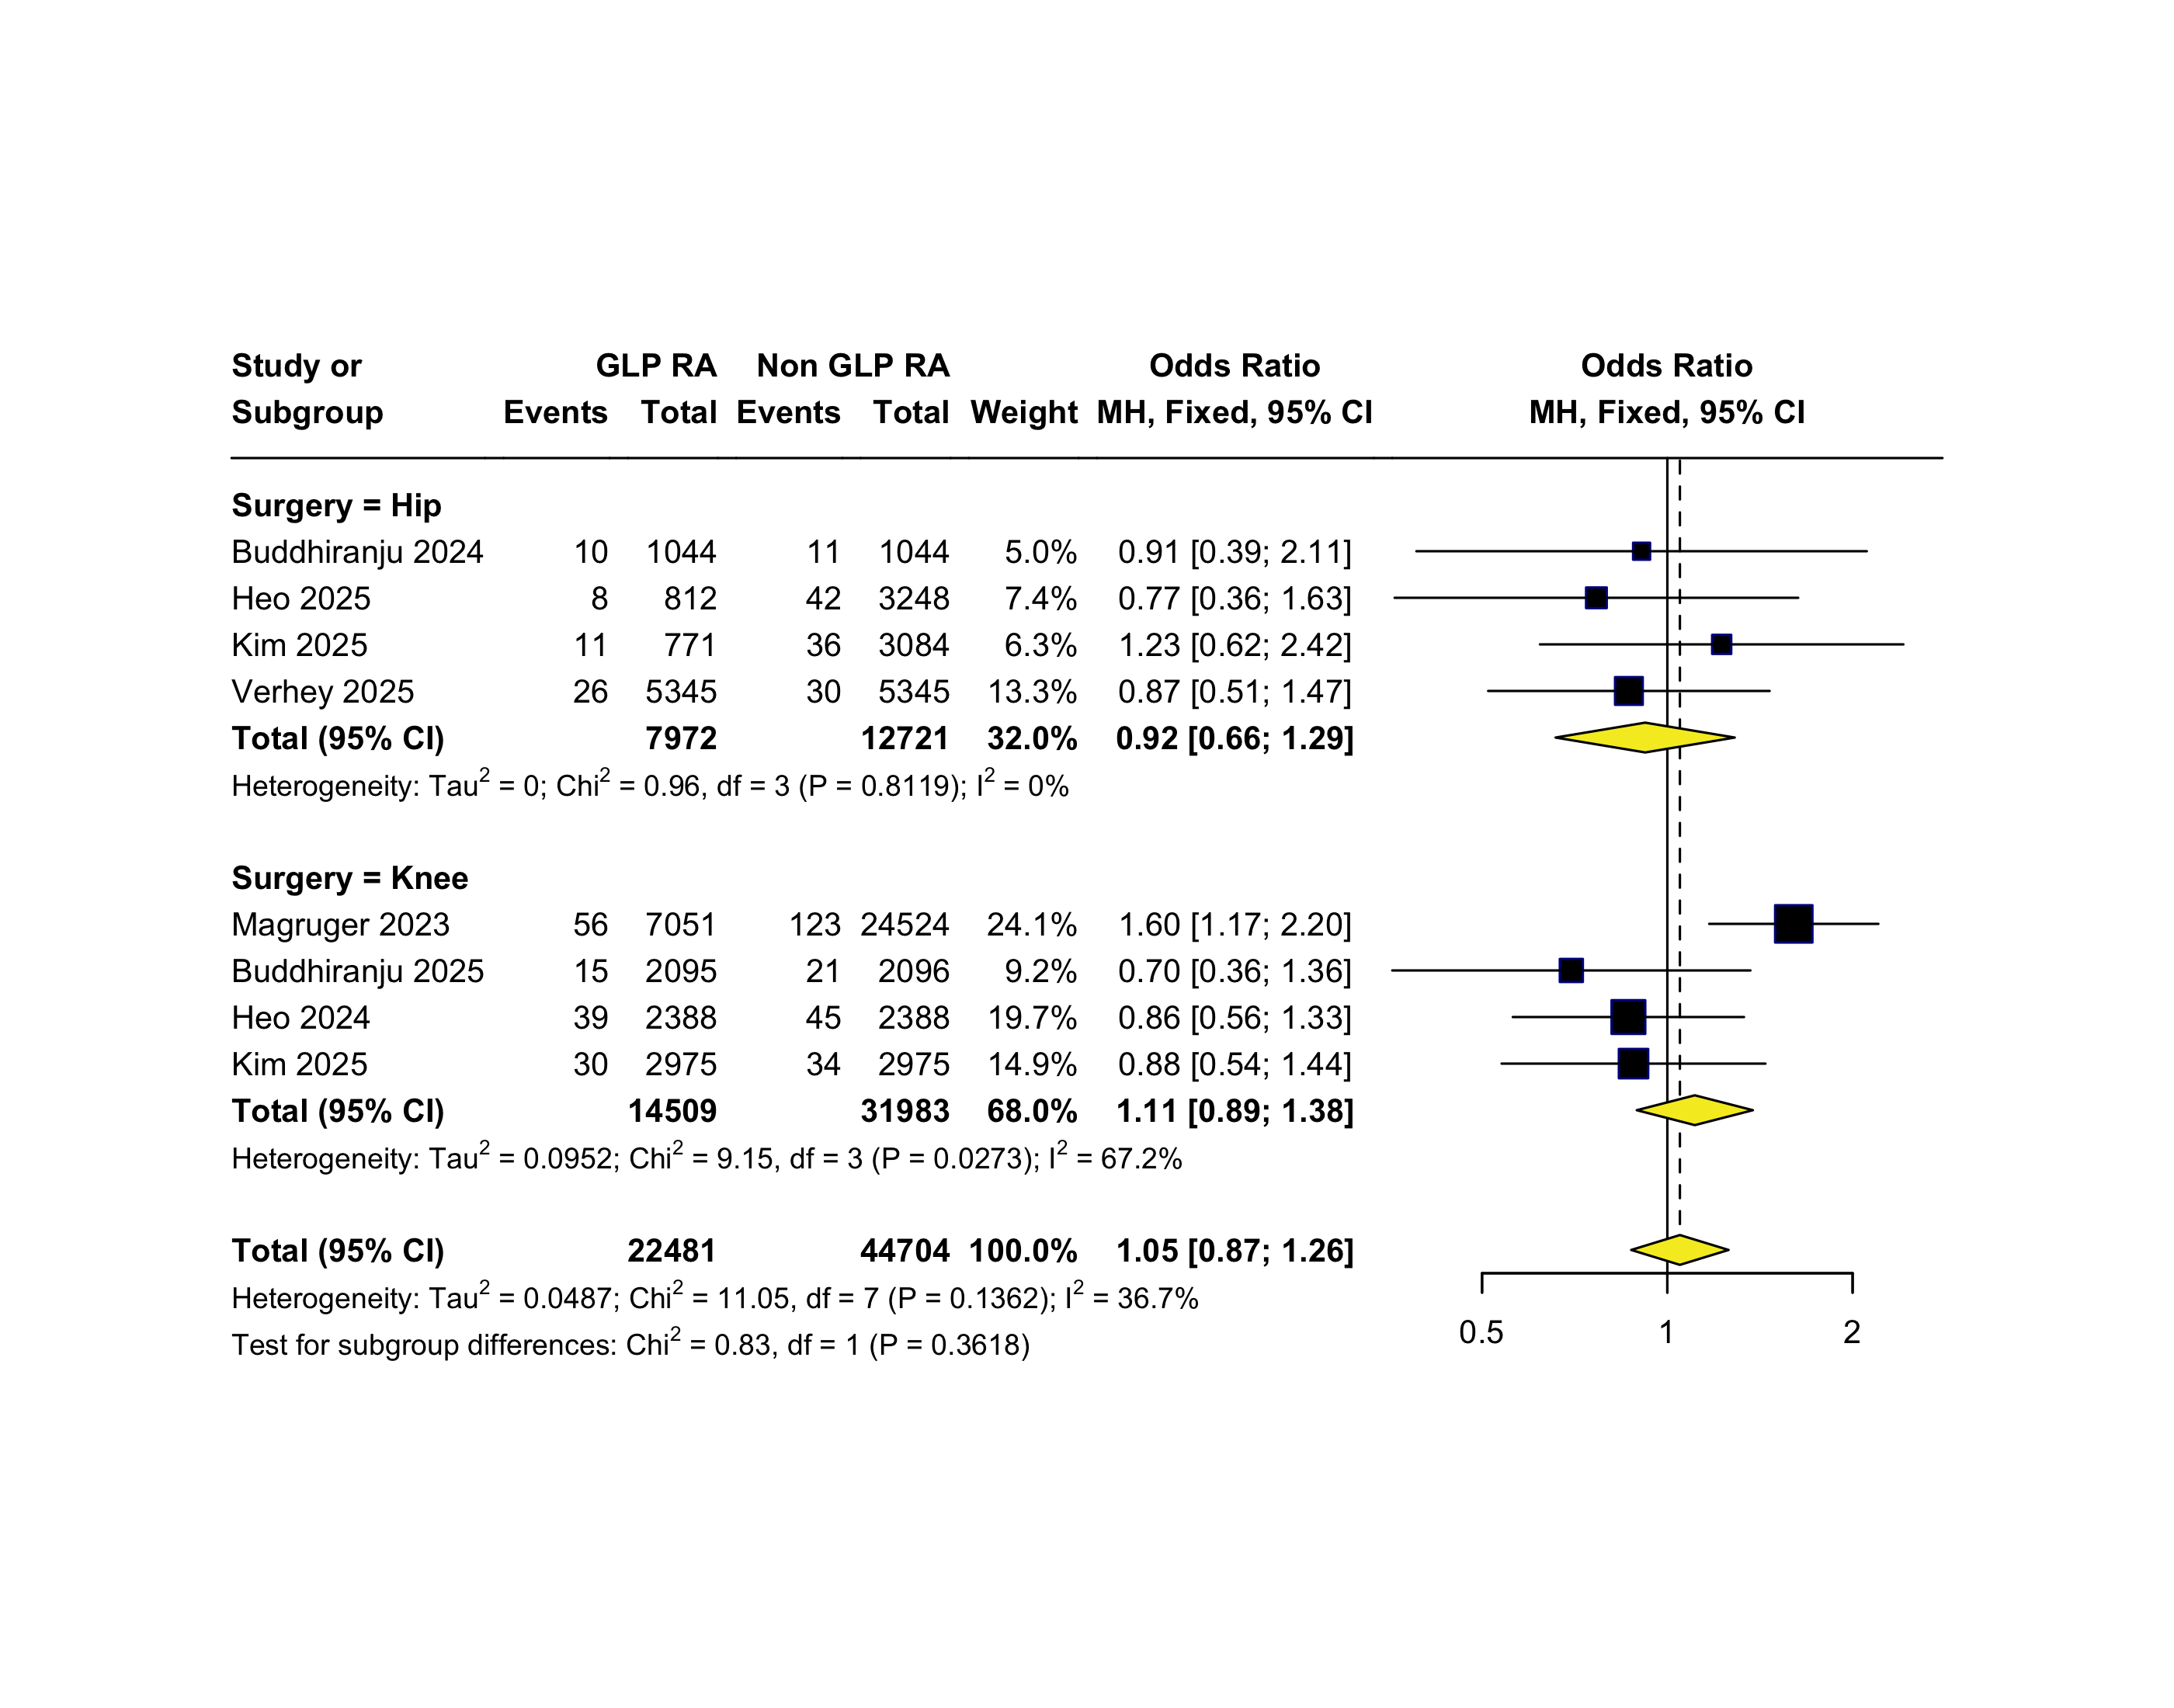 Study or GLP RA Non GLP RA Odds Ratio Odds Ratio
Subgroup Events Total Events Total Weight MH, Fixed, 95% CI MH, Fixed, 95% CI
Surgery = Hip
Buddhiranju 2024 10 1044 11 1044 5.0% 0.91 [0.39; 2.11]
Heo 2025 8 812 42 3248 7.4% 0.77 [0.36; 1.63]
Kim 2025 11 771 36 3084 6.3% 1.23 [0.62; 2.42]
Verhey 2025 26 5345 30 5345 13.3% 0.87 [0.51; 1.47]
Total (95% CI) 7972 12721 32.0% 0.92 [0.66; 1.29]
Heterogeneity: Tau² = 0; Chi² = 0.96, df = 3 (P = 0.8119); I² = 0%
Surgery = Knee
Magruger 2023 56 7051 123 24524 24.1% 1.60 [1.17; 2.20]
Buddhiranju 2025 15 2095 21 2096 9.2% 0.70 [0.36; 1.36]
Heo 2024 39 2388 45 2388 19.7% 0.86 [0.56; 1.33]
Kim 2025 30 2975 34 2975 14.9% 0.88 [0.54; 1.44]
Total (95% CI) 14509 31983 68.0% 1.11 [0.89; 1.38]
Heterogeneity: Tau² = 0.0952; Chi² = 9.15, df = 3 (P = 0.0273); I² = 67.2%
Total (95% CI) 22481 44704 100.0% 1.05 [0.87; 1.26]
Heterogeneity: Tau² = 0.0487; Chi² = 11.05, df = 7 (P = 0.1362); I² = 36.7%
Test for subgroup differences: Chi² = 0.83, df = 1 (P = 0.3618)
0.5 1 2